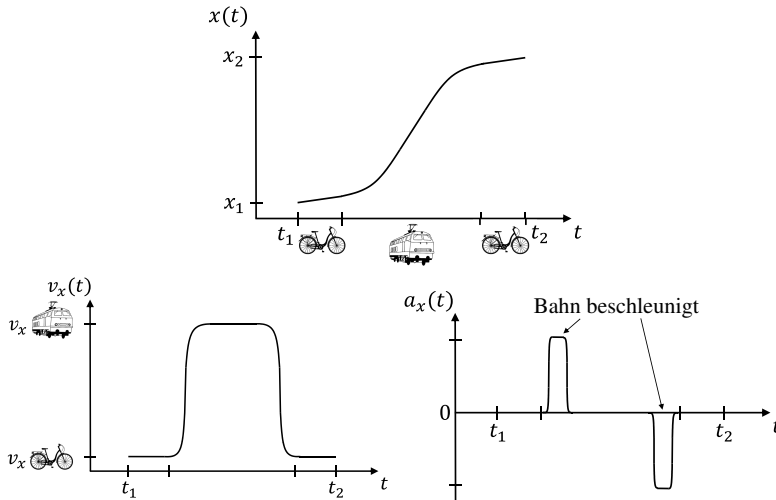 x(t)
x₂
x₁
t₁
t₂
t
vₓ(t)
vₓ
vₓ
t₁
t₂
t
aₓ(t)
Bahn beschleunigt
0
t₁
t₂
t